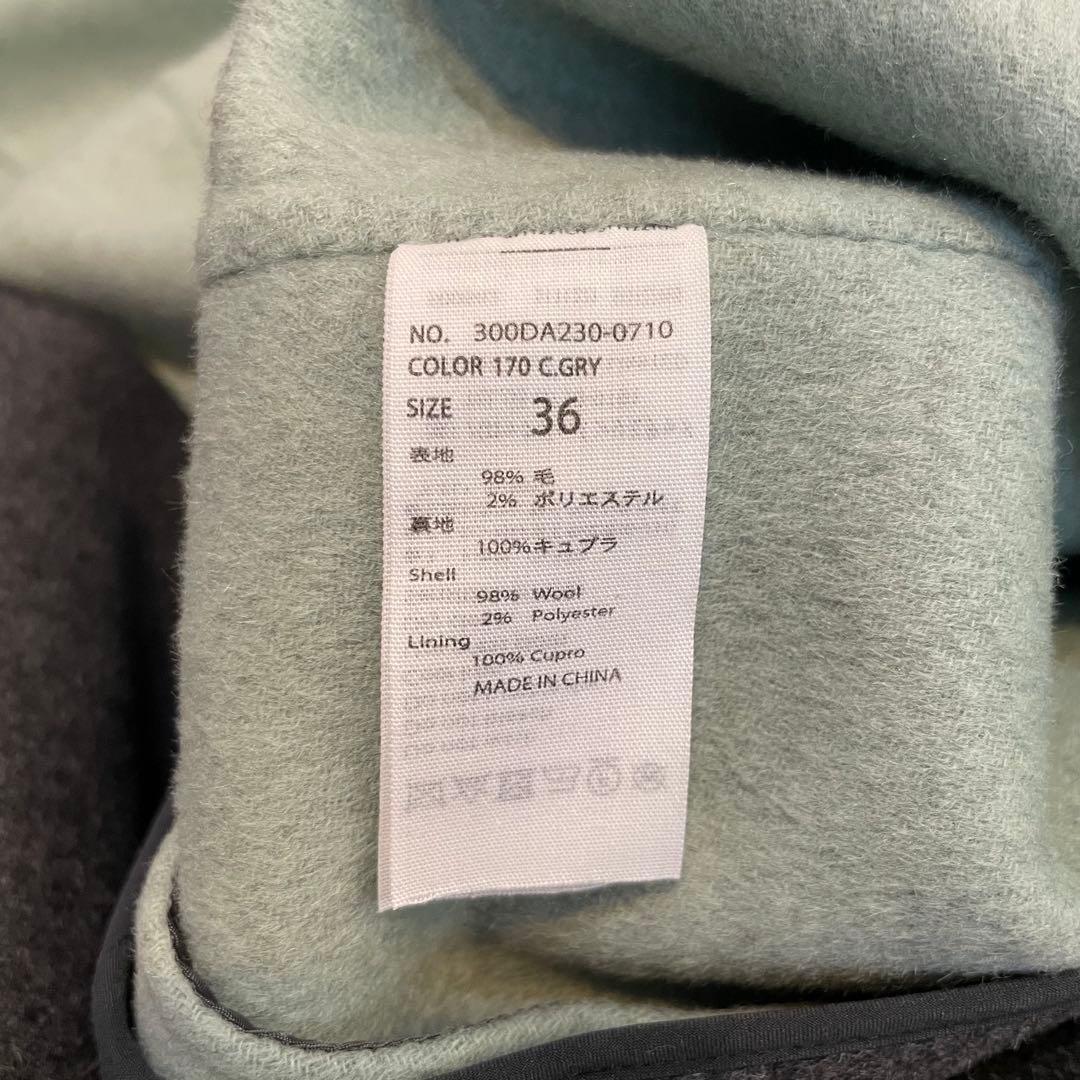 NO. 300DA230-0710
COLOR 170 C.GRY
SIZE 36
表地
98% 毛
2% ポリエステル
裏地
100%キュプラ
Shell
98% Wool
2% Polyester
Lining
100% Cupro
MADE IN CHINA